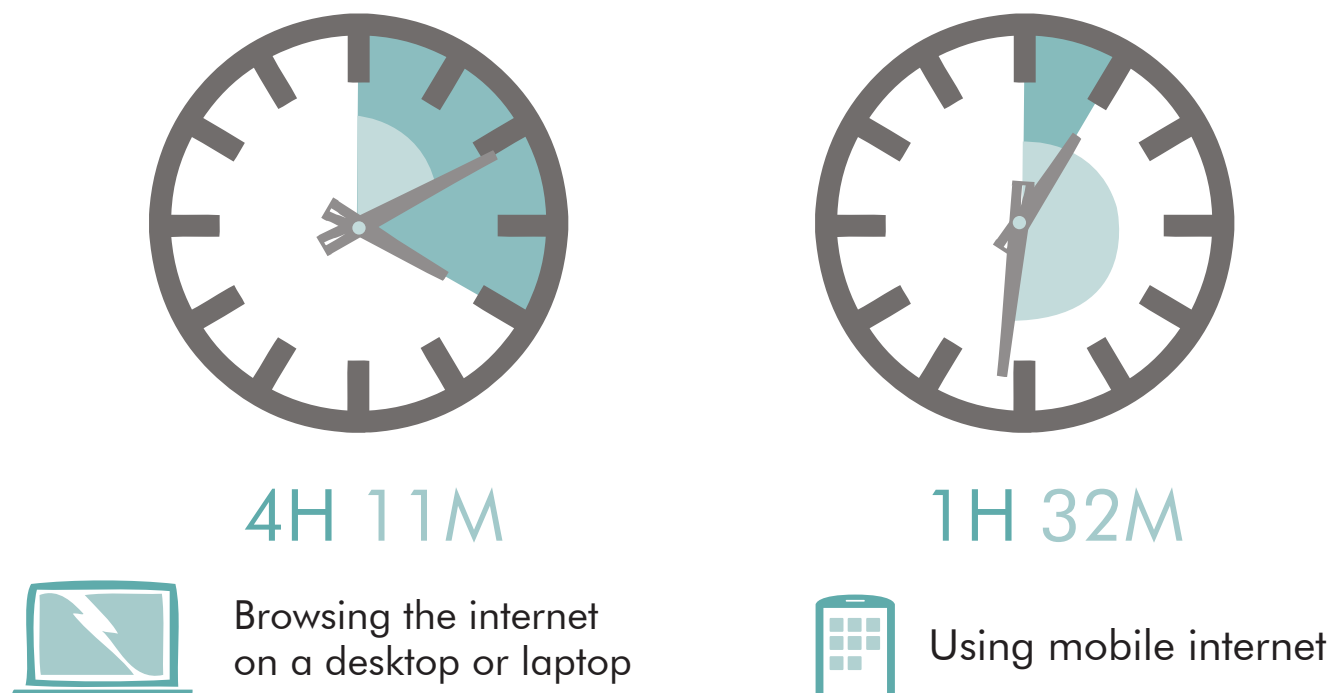 4H 11M
Browsing the internet
on a desktop or laptop
1H 32M
Using mobile internet